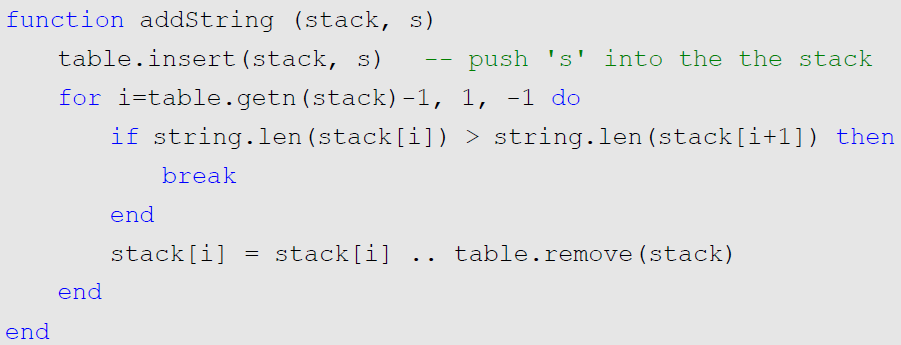 function addString (stack, s)
table.insert(stack, s)   -- push 's' into the the stack
for i=table.getn(stack)-1, 1, -1 do
if string.len(stack[i]) > string.len(stack[i+1]) then
break
end
stack[i] = stack[i] .. table.remove(stack)
end
end